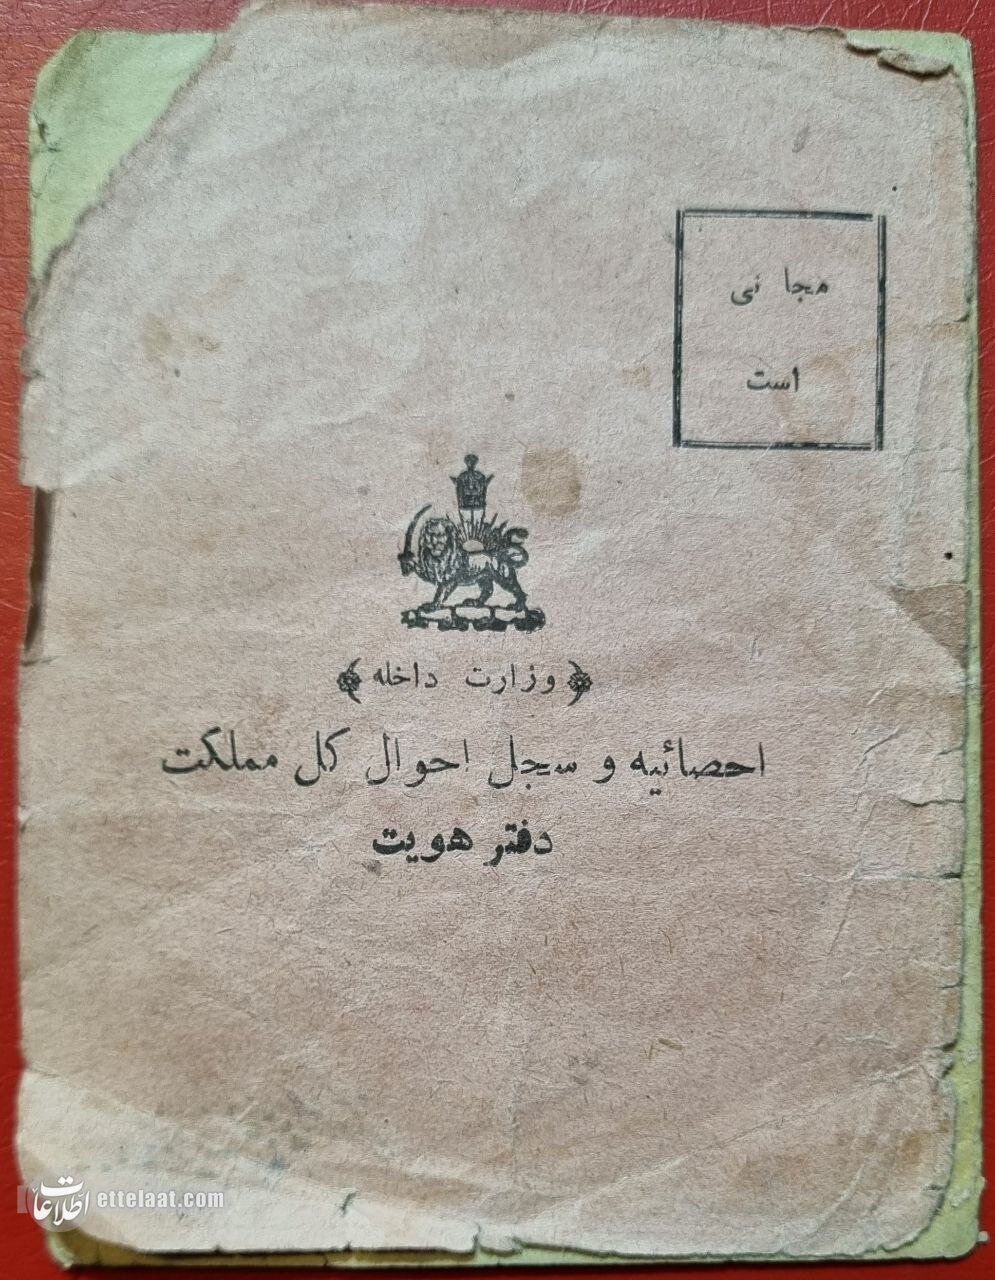 مجانی
است
وزارت داخله
احصائیه و سجل احوال کل مملکت
دفتر هویت
اطلاعات ettelaat.com